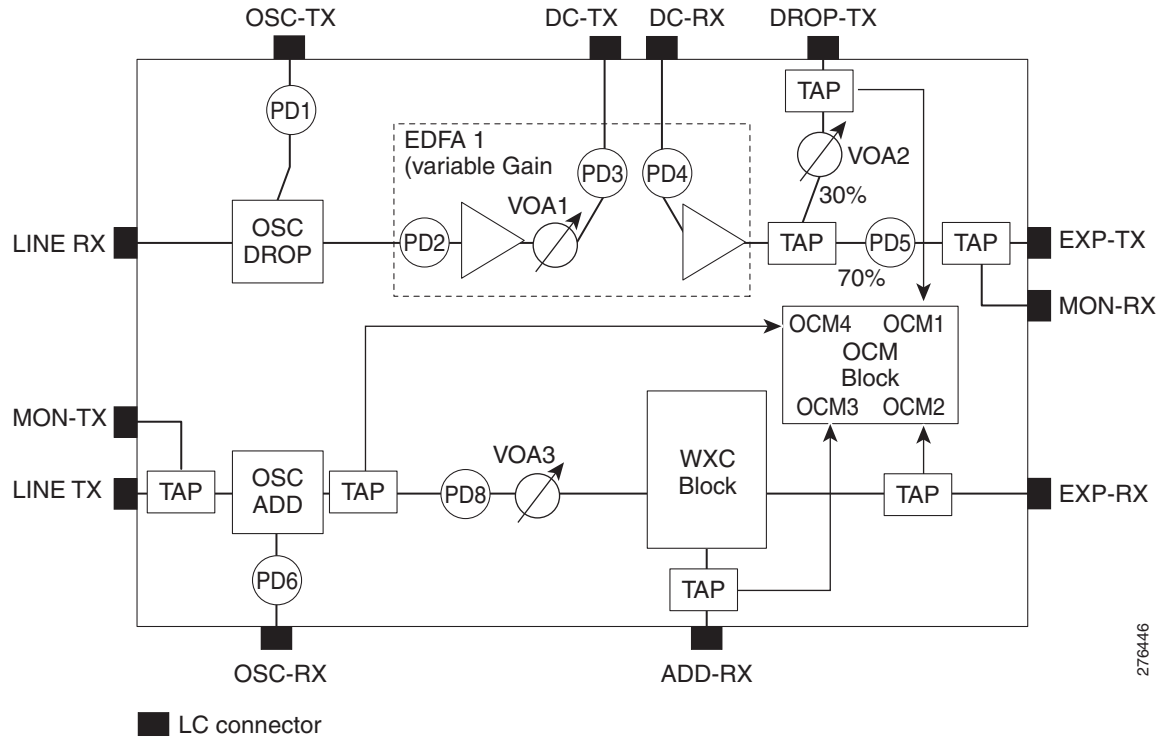 OSC-TX
DC-TX
DC-RX
DROP-TX
TAP
PD1
EDFA 1
(variable Gain
PD3
PD4
VOA2
30%
VOA1
LINE RX
OSC
DROP
PD2
TAP
PD5
TAP
EXP-TX
70%
MON-RX
OCM4
OCM1
OCM
Block
OCM3
OCM2
MON-TX
LINE TX
TAP
OSC
ADD
TAP
PD8
VOA3
WXC
Block
TAP
EXP-RX
PD6
TAP
OSC-RX
ADD-RX
276446
LC connector